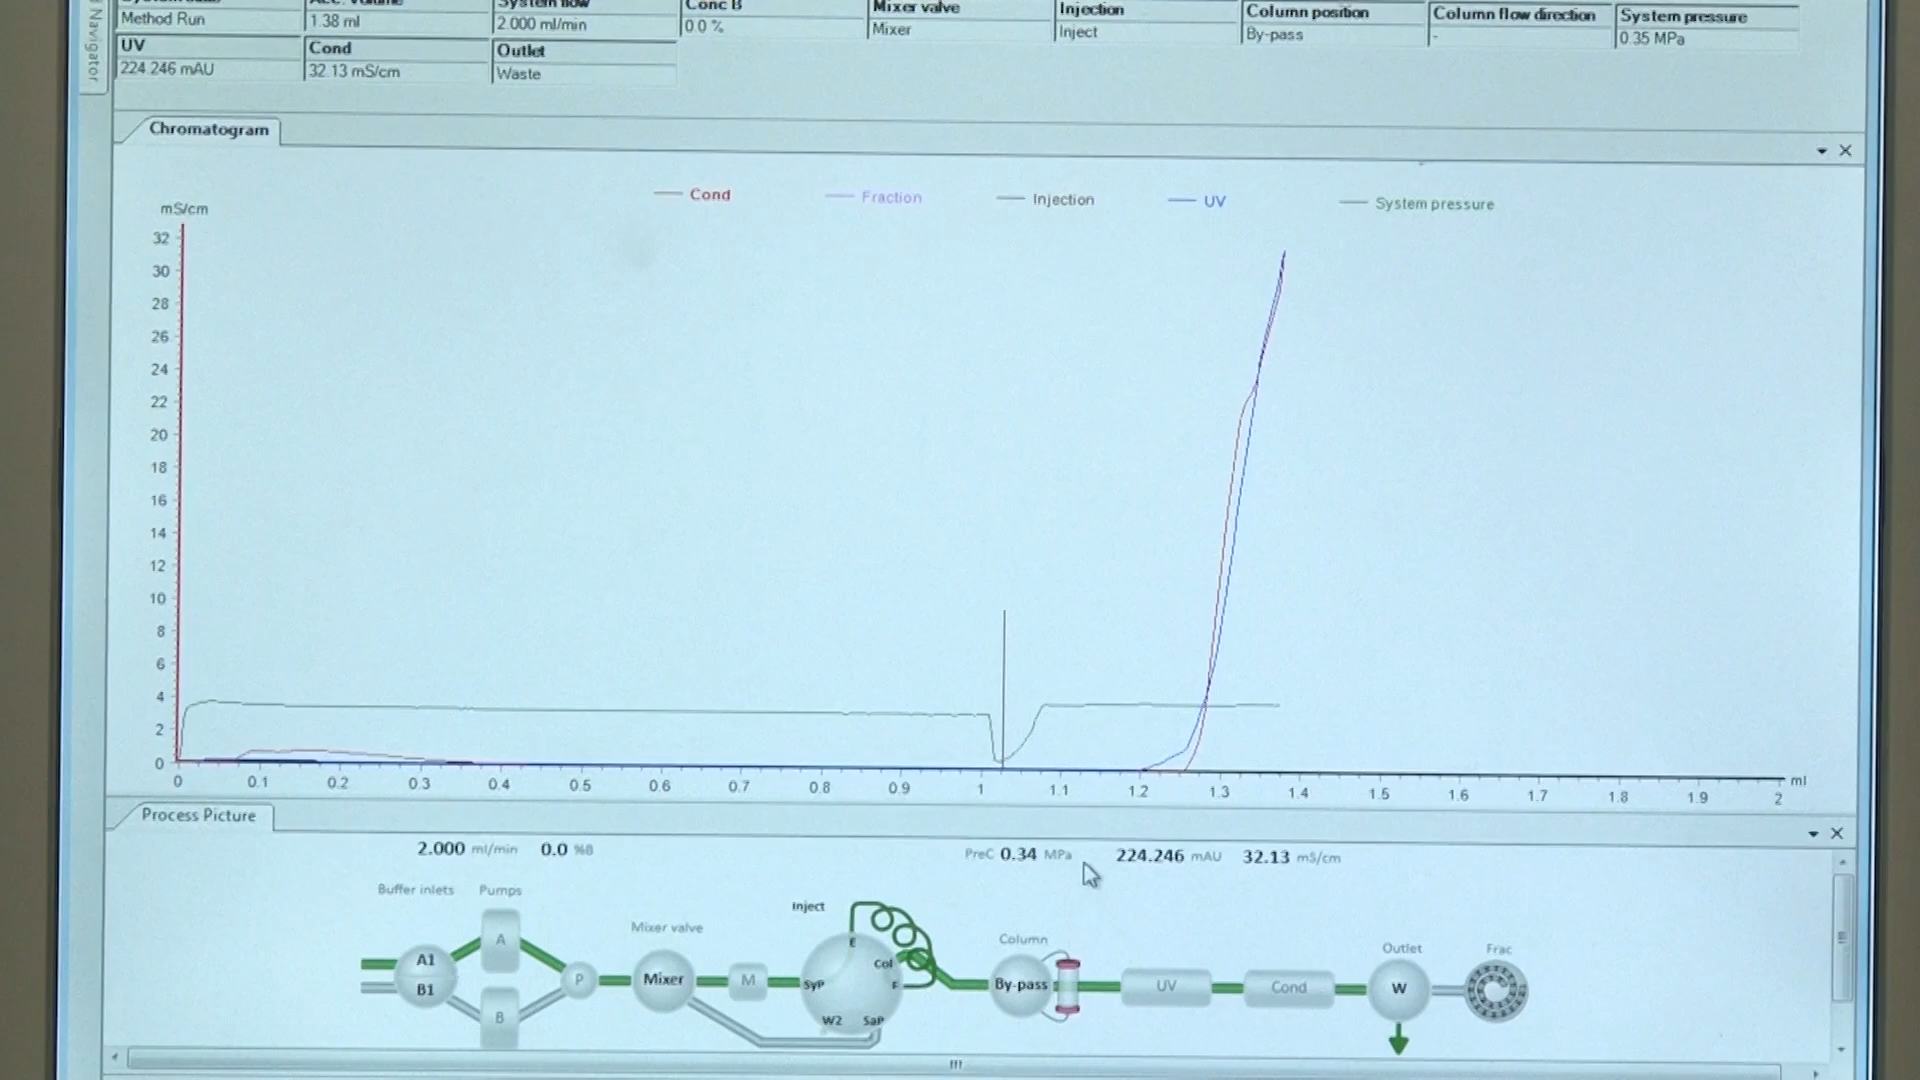 Conc B Mixer valve Injection Column position Column flow direction System pressure
Method Run 1.38 ml 2.000 ml/min 0.0 % Mixer Inject By-pass - 0.35 MPa
UV Cond Outlet
224.246 mAU 32.13 mS/cm Waste
Navigator
Chromatogram
Cond Fraction Injection UV System pressure
mS/cm
32
30
28
26
24
22
20
18
16
14
12
10
8
6
4
2
0
0 0.1 0.2 0.3 0.4 0.5 0.6 0.7 0.8 0.9 1 1.1 1.2 1.3 1.4 1.5 1.6 1.7 1.8 1.9 2 ml
Process Picture
2.000 ml/min 0.0 %B PreC 0.34 MPa 224.246 mAU 32.13 mS/cm
Buffer inlets Pumps
Inject
Mixer valve
Column
Outlet Frac
A
E
A1
Col
P Mixer M SyP F By-pass UV Cond W
B1
B
W2 SaP